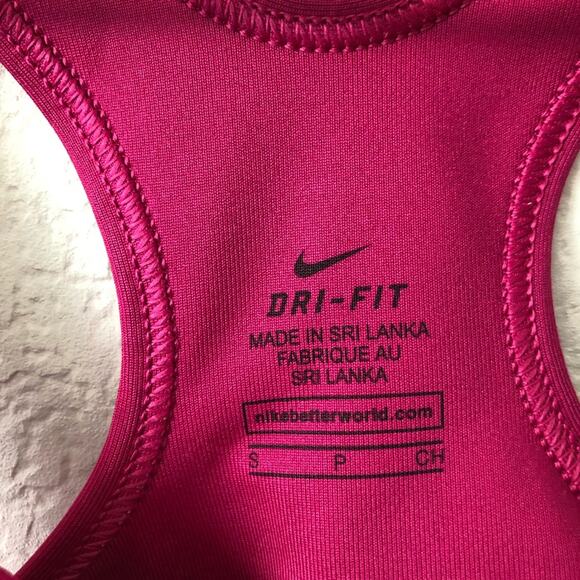 DRI-FIT
MADE IN SRI LANKA
FABRIQUE AU
SRI LANKA
nikebetterworld.com
S P CH